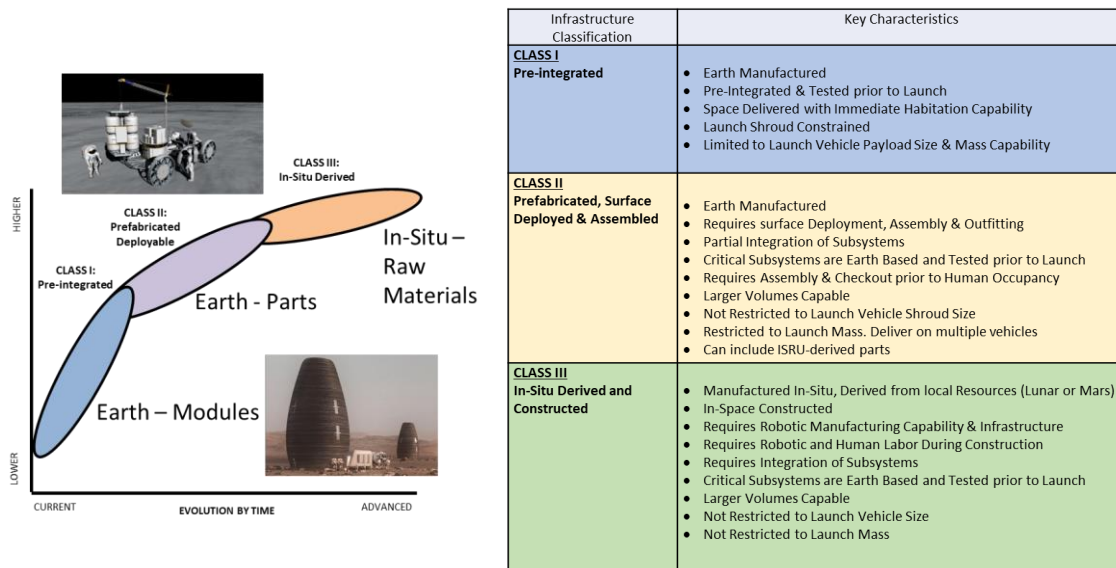 HIGHER
LOWER
CLASS III:
In-Situ Derived
CLASS II:
Prefabricated
Deployable
CLASS I:
Pre-integrated
In-Situ –
Raw
Materials
Earth - Parts
Earth – Modules
CURRENT
EVOLUTION BY TIME
ADVANCED
Infrastructure
Classification
Key Characteristics
CLASS I
Pre-integrated
• Earth Manufactured
• Pre-Integrated & Tested prior to Launch
• Space Delivered with Immediate Habitation Capability
• Launch Shroud Constrained
• Limited to Launch Vehicle Payload Size & Mass Capability
CLASS II
Prefabricated, Surface
Deployed & Assembled
• Earth Manufactured
• Requires surface Deployment, Assembly & Outfitting
• Partial Integration of Subsystems
• Critical Subsystems are Earth Based and Tested prior to Launch
• Requires Assembly & Checkout prior to Human Occupancy
• Larger Volumes Capable
• Not Restricted to Launch Vehicle Shroud Size
• Restricted to Launch Mass. Deliver on multiple vehicles
• Can include ISRU-derived parts
CLASS III
In-Situ Derived and
Constructed
• Manufactured In-Situ, Derived from local Resources (Lunar or Mars)
• In-Space Constructed
• Requires Robotic Manufacturing Capability & Infrastructure
• Requires Robotic and Human Labor During Construction
• Requires Integration of Subsystems
• Critical Subsystems are Earth Based and Tested prior to Launch
• Larger Volumes Capable
• Not Restricted to Launch Vehicle Size
• Not Restricted to Launch Mass